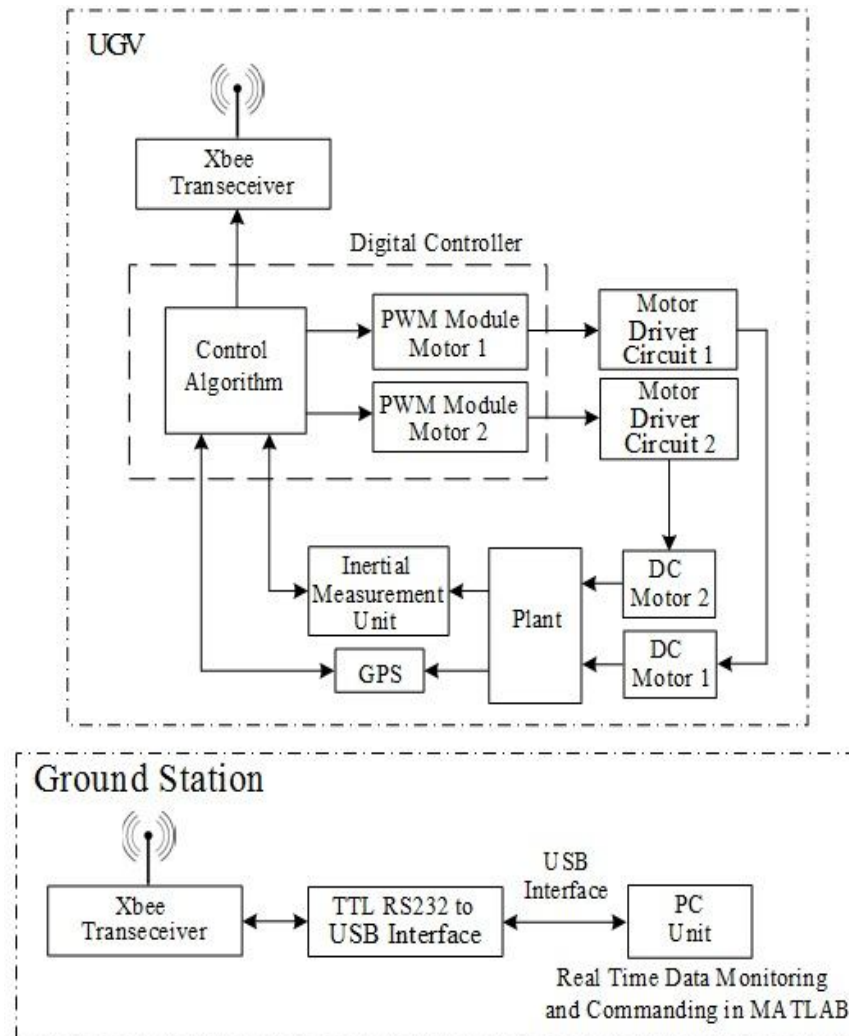 UGV
Xbee
Transeceiver
Digital Controller
Control
Algorithm
PWM Module
Motor 1
PWM Module
Motor 2
Motor
Driver
Circuit 1
Motor
Driver
Circuit 2
Inertial
Measurement
Unit
GPS
Plant
DC
Motor 2
DC
Motor 1
Ground Station
Xbee
Transeceiver
TTL RS232 to
USB Interface
USB
Interface
PC
Unit
Real Time Data Monitoring
and Commanding in MATLAB